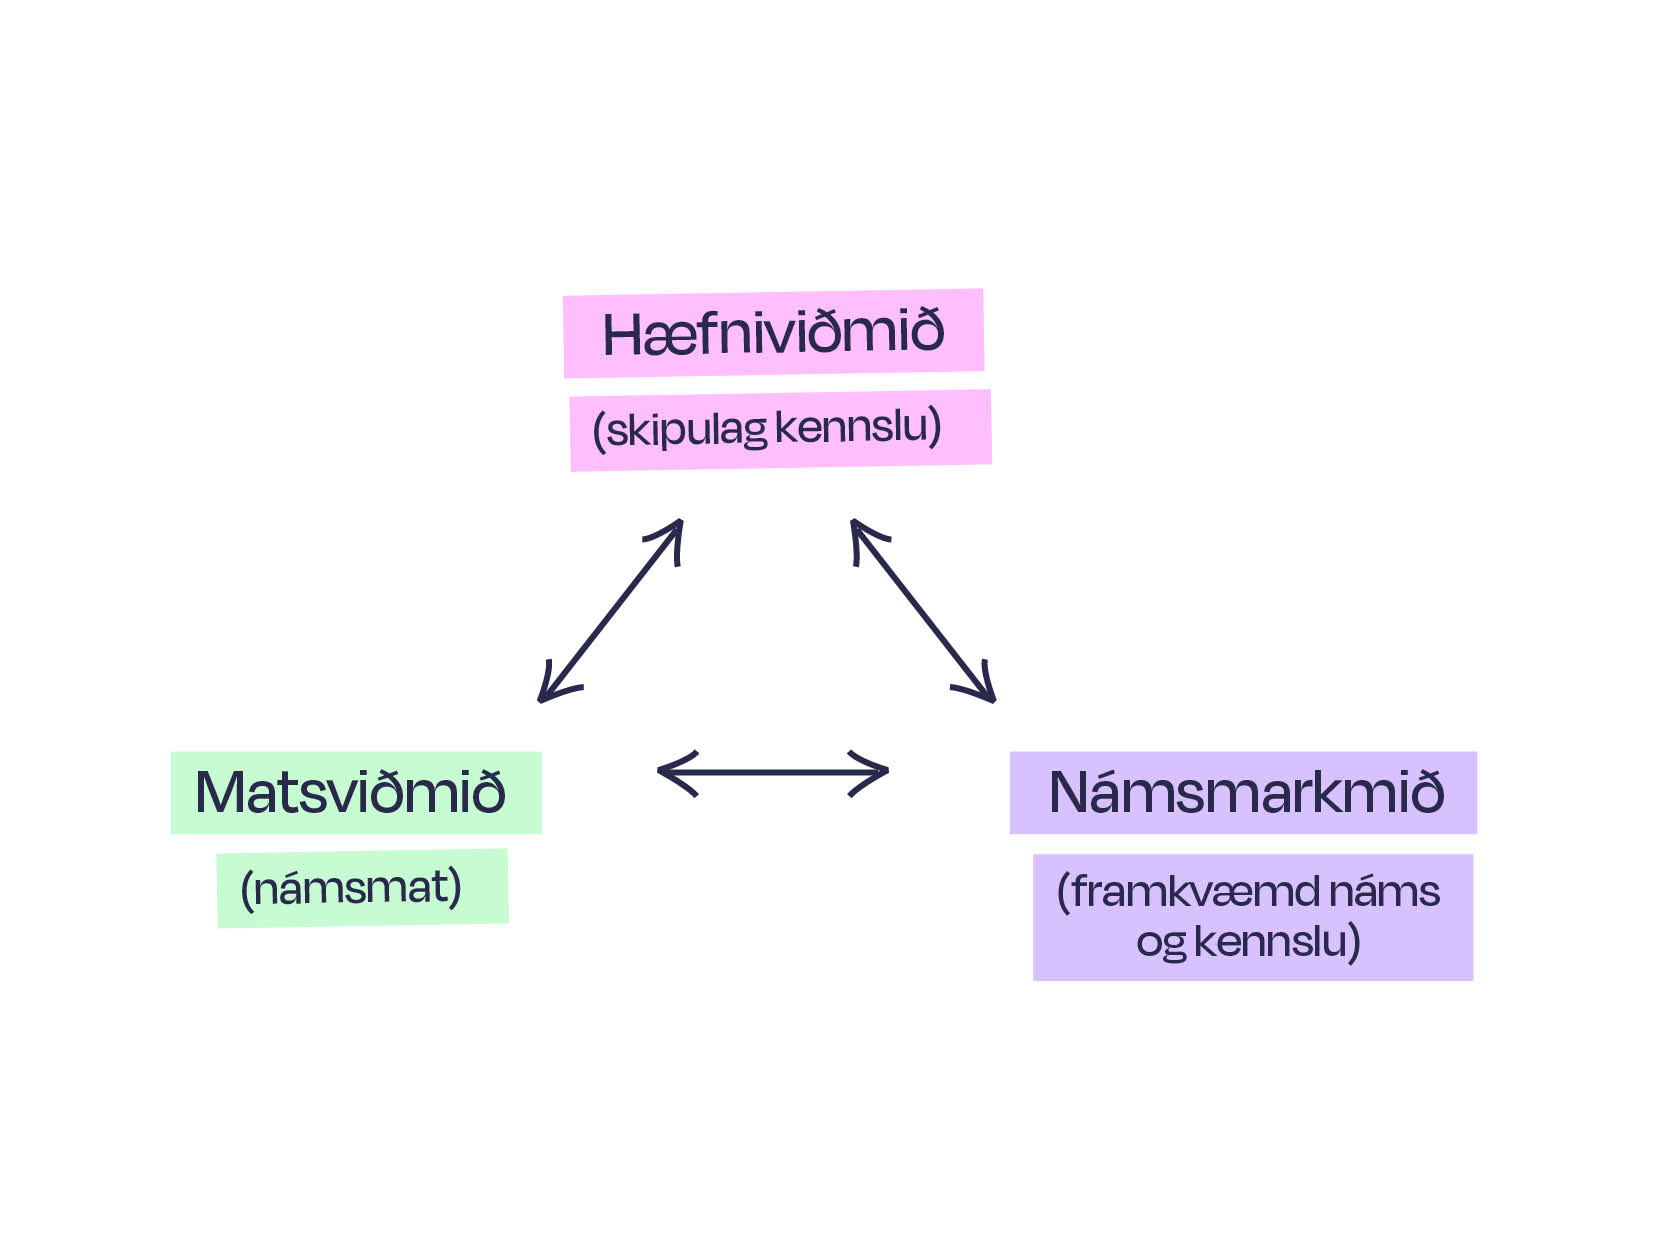 Hæfniviðmið
(skipulag kennslu)
Matsviðmið
(námsmat)
Námsmarkmið
(framkvæmd náms
og kennslu)